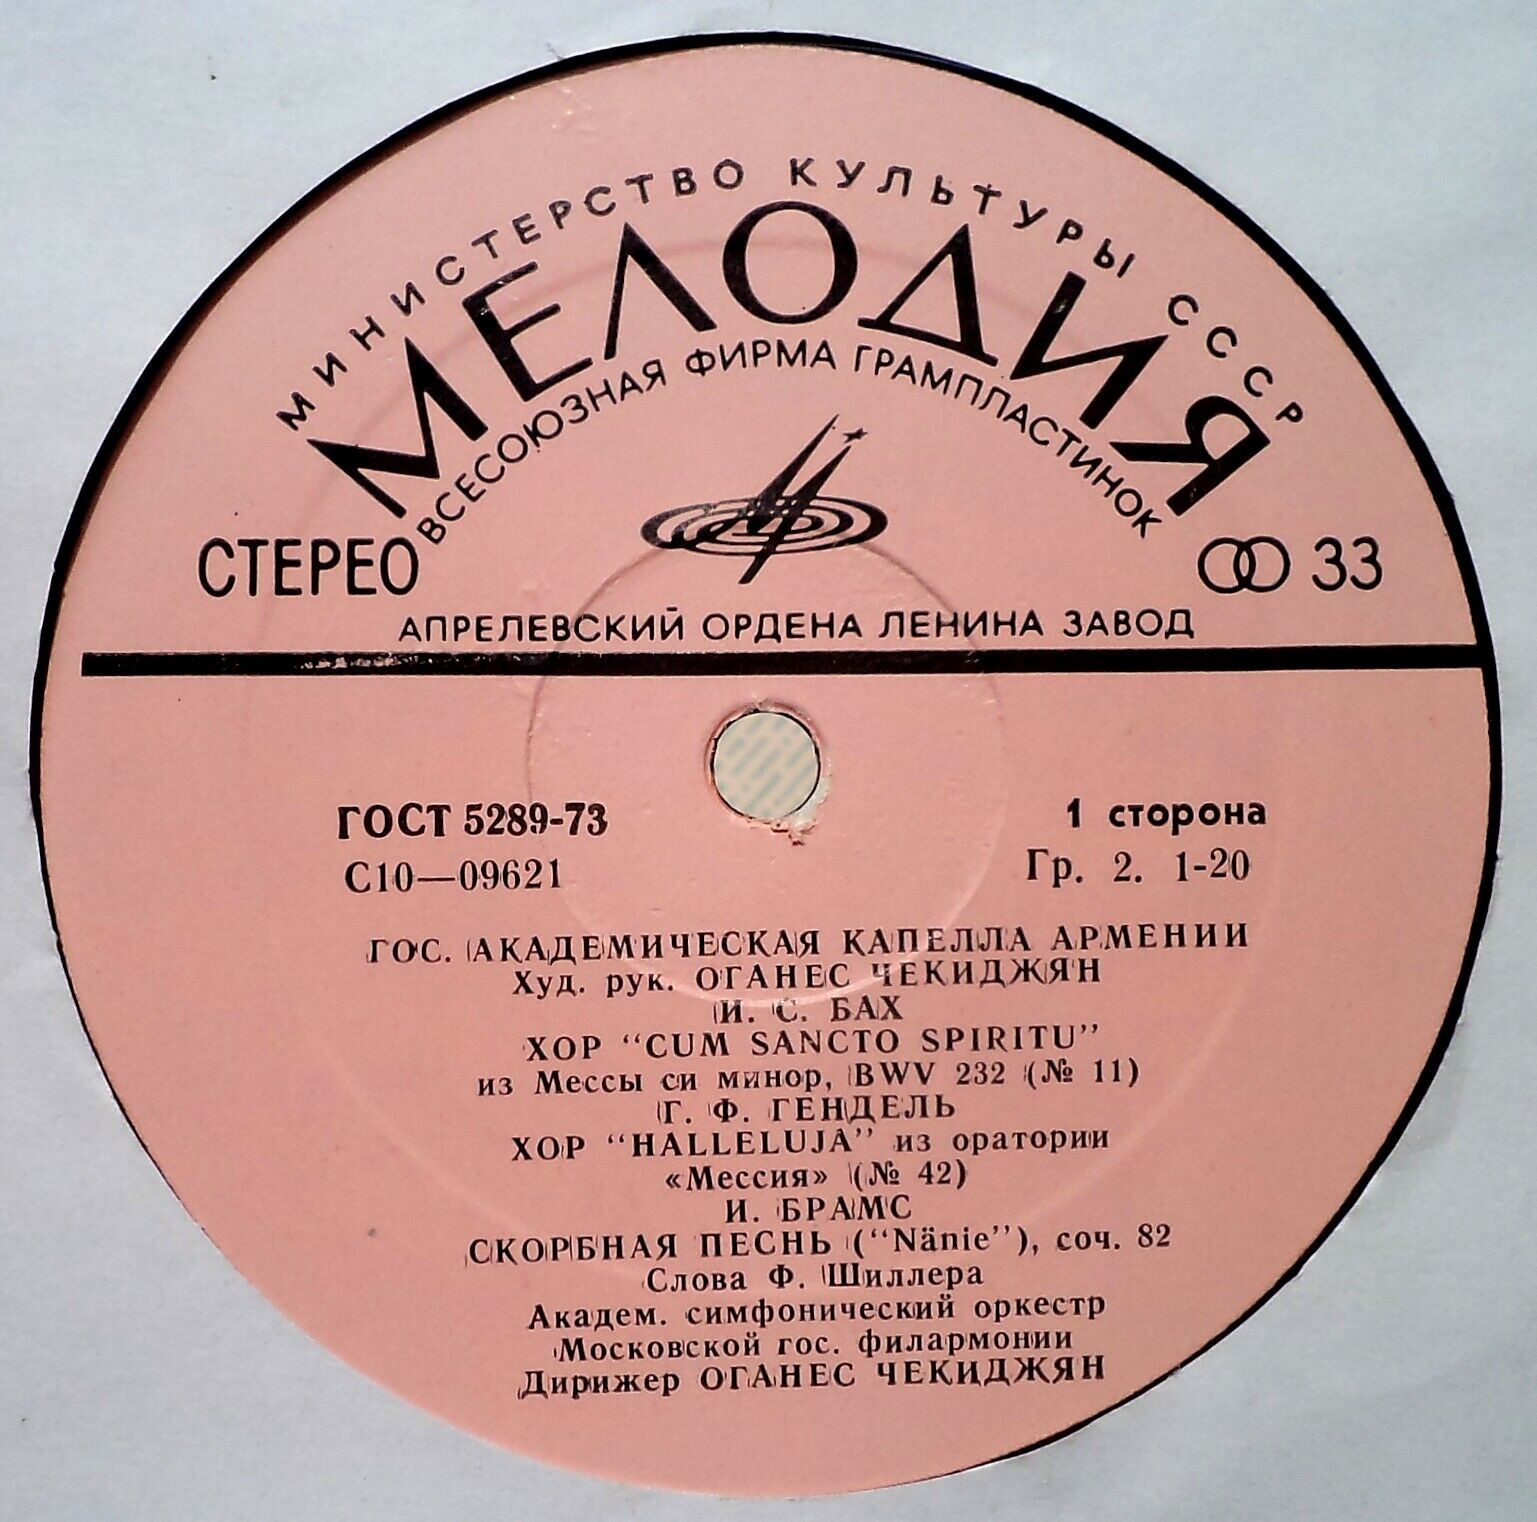 МИНИСТЕРСТВО КУЛЬТУРЫ СССР
МЕЛОДИЯ
ВСЕСОЮЗНАЯ ФИРМА ГРАМПЛАСТИНОК
СТЕРЕО
33
АПРЕЛЕВСКИЙ ОРДЕНА ЛЕНИНА ЗАВОД
ГОСТ 5289-73
1 сторона
С10—09621
Гр. 2. 1-20
ГОС. АКАДЕМИЧЕСКАЯ КАПЕЛЛА АРМЕНИИ
Худ. рук. ОГАНЕС ЧЕКИДЖЯН
И. С. БАХ
ХОР “CUM SANCTO SPIRITU”
из Мессы си минор, BWV 232 (№ 11)
Г. Ф. ГЕНДЕЛЬ
ХОР “HALLELUJA” из оратории
«Мессия» (№ 42)
И. БРАМС
СКОРБНАЯ ПЕСНЬ (“Nänie”), соч. 82
Слова Ф. Шиллера
Академ. симфонический оркестр
Московской гос. филармонии
Дирижер ОГАНЕС ЧЕКИДЖЯН